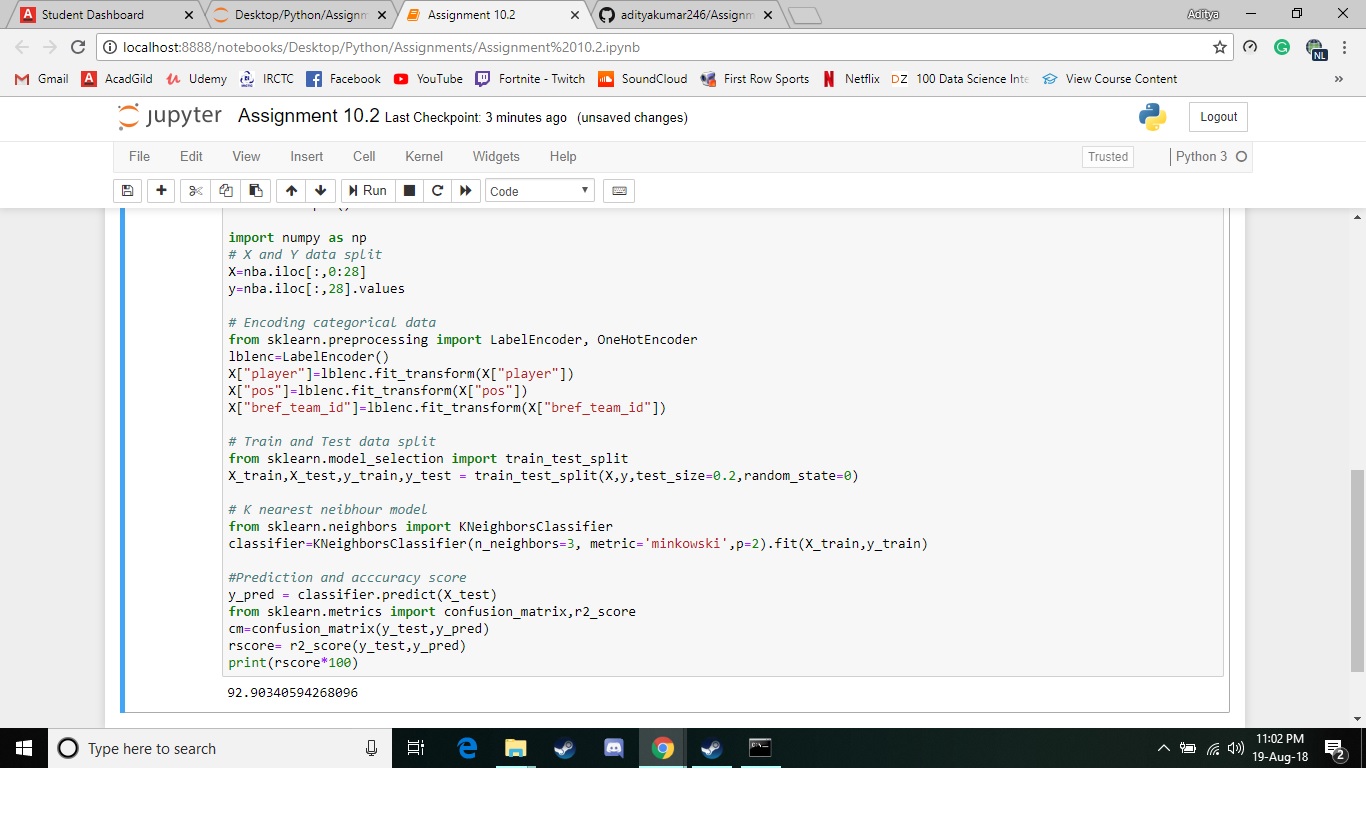 Student Dashboard
Desktop/Python/Assignm
Assignment 10.2
adityakumar246/Assignm
Aditya
localhost:8888/notebooks/Desktop/Python/Assignments/Assignment%2010.2.ipynb
NL
Gmail A AcadGild Udemy IRCTC Facebook YouTube Fortnite - Twitch SoundCloud First Row Sports Netflix DZ 100 Data Science Inte View Course Content »
jupyter Assignment 10.2 Last Checkpoint: 3 minutes ago (unsaved changes) Logout
File Edit View Insert Cell Kernel Widgets Help Trusted Python 3
Run Code
import numpy as np
# X and Y data split
X=nba.iloc[:,0:28]
y=nba.iloc[:,28].values
# Encoding categorical data
from sklearn.preprocessing import LabelEncoder, OneHotEncoder
lblenc=LabelEncoder()
X["player"]=lblenc.fit_transform(X["player"])
X["pos"]=lblenc.fit_transform(X["pos"])
X["bref_team_id"]=lblenc.fit_transform(X["bref_team_id"])
# Train and Test data split
from sklearn.model_selection import train_test_split
X_train,X_test,y_train,y_test = train_test_split(X,y,test_size=0.2,random_state=0)
# K nearest neibhour model
from sklearn.neighbors import KNeighborsClassifier
classifier=KNeighborsClassifier(n_neighbors=3, metric='minkowski',p=2).fit(X_train,y_train)
#Prediction and acccuracy score
y_pred = classifier.predict(X_test)
from sklearn.metrics import confusion_matrix,r2_score
cm=confusion_matrix(y_test,y_pred)
rscore= r2_score(y_test,y_pred)
print(rscore*100)
92.90340594268096
Type here to search
11:02 PM
19-Aug-18
2